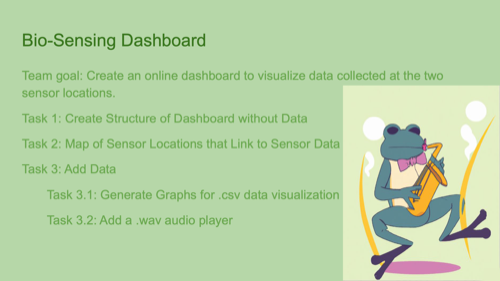 Bio-Sensing Dashboard
Team goal: Create an online dashboard to visualize data collected at the two
sensor locations.
Task 1: Create Structure of Dashboard without Data
Task 2: Map of Sensor Locations that Link to Sensor Data
Task 3: Add Data
Task 3.1: Generate Graphs for .csv data visualization
Task 3.2: Add a .wav audio player